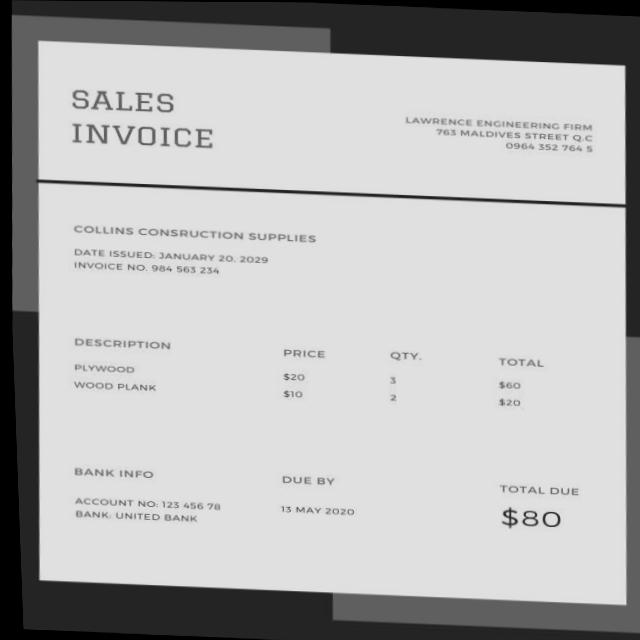 SALES
INVOICE
LAWRENCE ENGINEERING FIRM
763 MALDIVES STREET Q.C
0964 352 764 5
COLLINS CONSRUCTION SUPPLIES
DATE ISSUED: JANUARY 20, 2029
INVOICE NO. 984 563 234
DESCRIPTION PRICE QTY. TOTAL
PLYWOOD $20 3 $60
WOOD PLANK $10 2 $20
BANK INFO DUE BY TOTAL DUE
ACCOUNT NO: 123 456 78 13 MAY 2020 $80
BANK: UNITED BANK